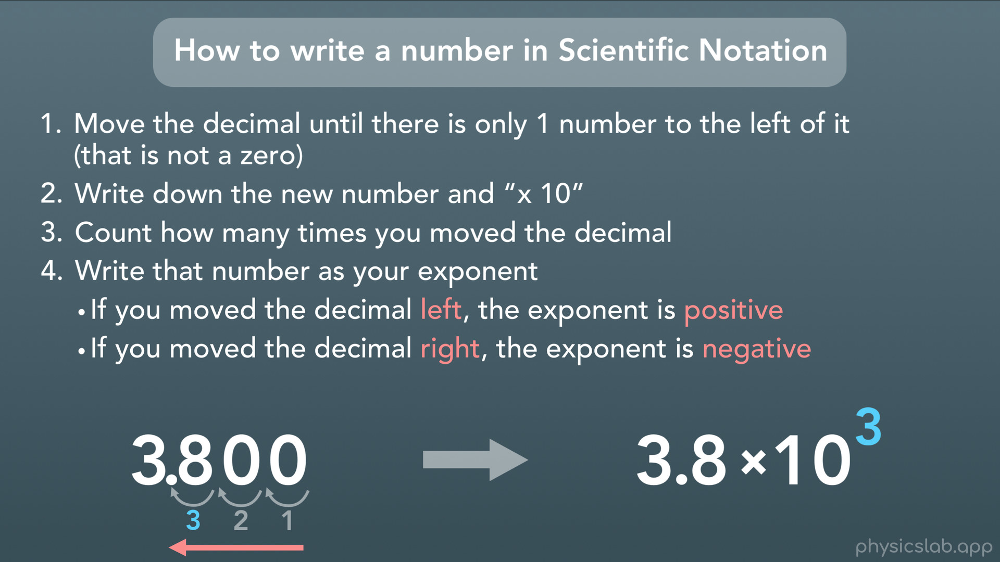 How to write a number in Scientific Notation
1. Move the decimal until there is only 1 number to the left of it
(that is not a zero)
2. Write down the new number and “x 10”
3. Count how many times you moved the decimal
4. Write that number as your exponent
• If you moved the decimal left, the exponent is positive
• If you moved the decimal right, the exponent is negative
3.800
3.8 × 10³
3 2 1
physicslab.app